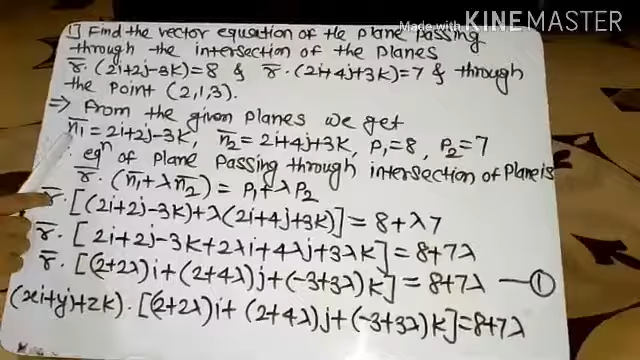 Made with KINEMASTER
1] Find the vector equation of the plane passing
through the intersection of the planes
r̅.(2i+2j-3k)=8 & r̅.(2i+4j+3k)=7 & through
the point (2,1,3).
=> From the given planes we get
n̅1=2i+2j-3k, n̅2=2i+4j+3k, p1=8, p2=7
eqⁿ of plane passing through intersection of plane is
r̅.(n̅1+λn̅2) = p1+λp2
r̅.[(2i+2j-3k)+λ(2i+4j+3k)]=8+λ7
r̅.[2i+2j-3k+2λi+4λj+3λk]=8+7λ
r̅.[(2+2λ)i+(2+4λ)j+(-3+3λ)k]=8+7λ —①
(xi+yj+zk).[(2+2λ)i+(2+4λ)j+(-3+3λ)k]=8+7λ